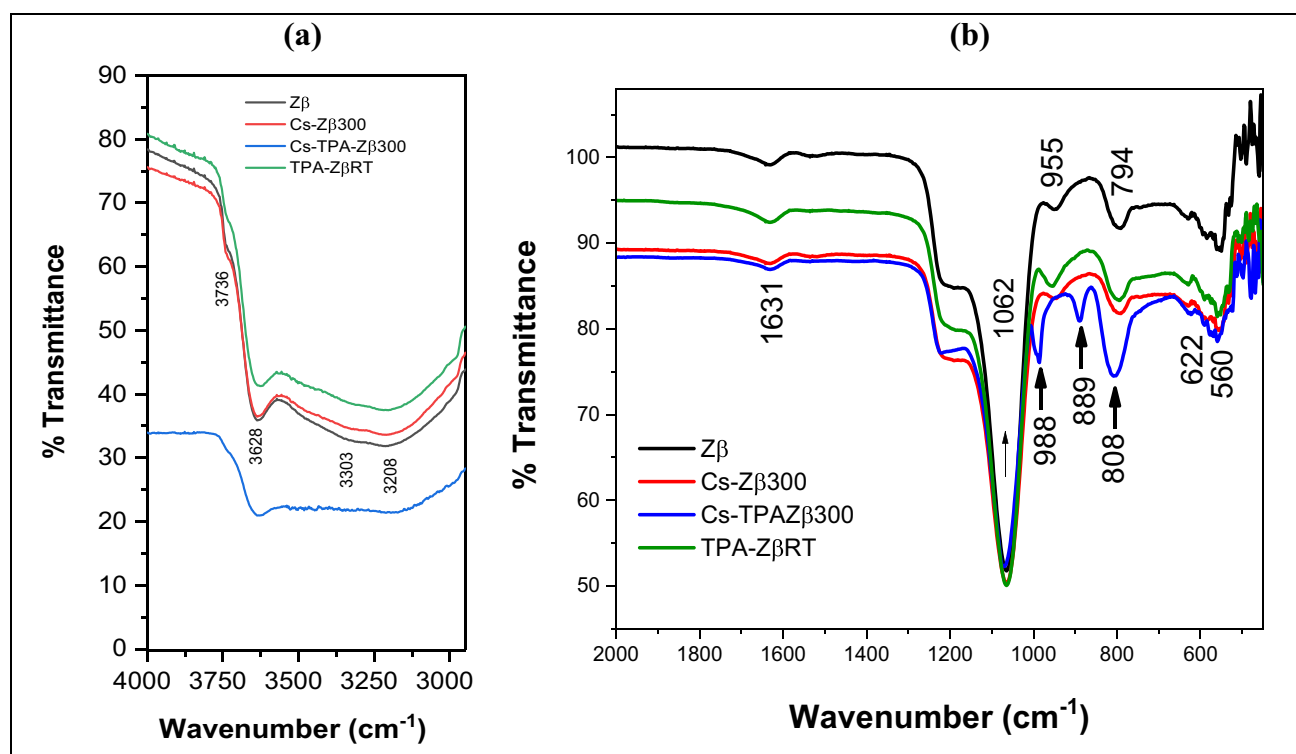 (a)
90
80
70
60
50
40
30
20
10
0
% Transmittance
Zβ
Cs-Zβ300
Cs-TPA-Zβ300
TPA-ZβRT
3736
3628
3303
3208
4000 3750 3500 3250 3000
Wavenumber (cm⁻¹)
(b)
100
90
80
70
60
50
% Transmittance
955
794
1631
1062
988
889
808
622
560
Zβ
Cs-Zβ300
Cs-TPAZβ300
TPA-ZβRT
2000 1800 1600 1400 1200 1000 800 600
Wavenumber (cm⁻¹)